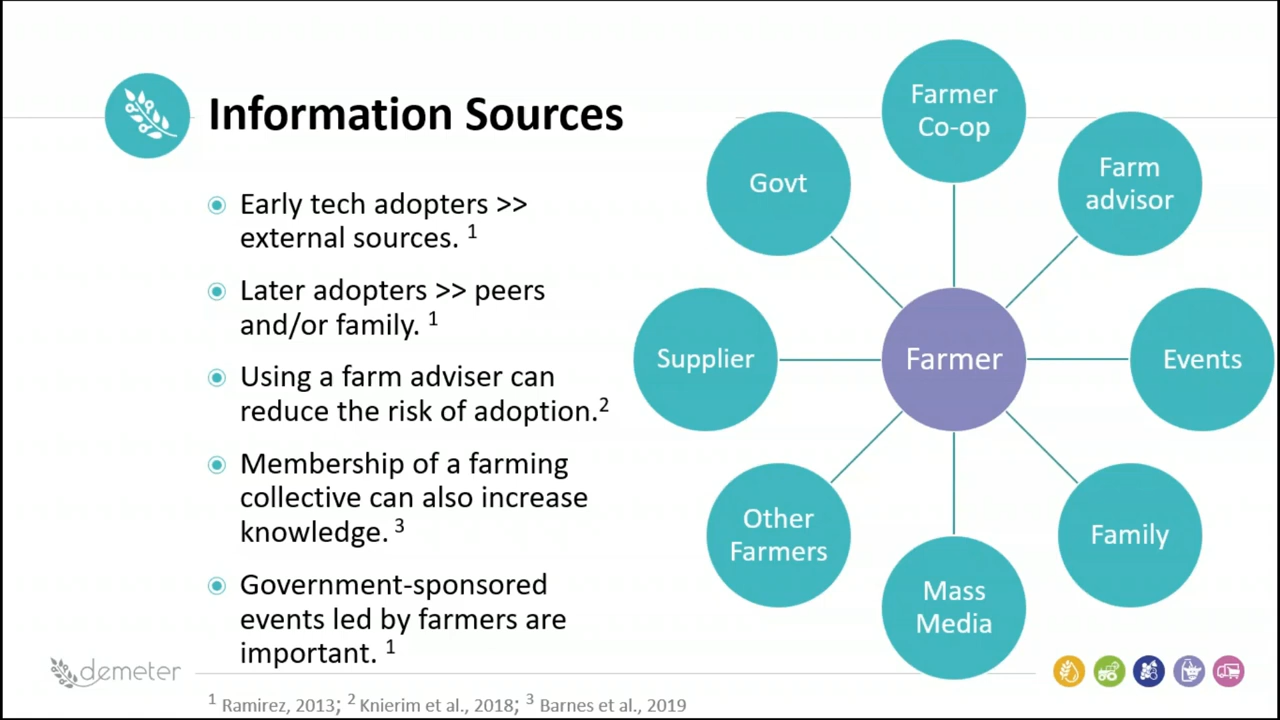 Information Sources
Early tech adopters >>
external sources. 1
Later adopters >> peers
and/or family. 1
Using a farm adviser can
reduce the risk of adoption.2
Membership of a farming
collective can also increase
knowledge. 3
Government-sponsored
events led by farmers are
important. 1
Farmer
Co-op
Farm
advisor
Events
Family
Mass
Media
Other
Farmers
Supplier
Govt
Farmer
demeter
1 Ramirez, 2013; 2 Knierim et al., 2018; 3 Barnes et al., 2019